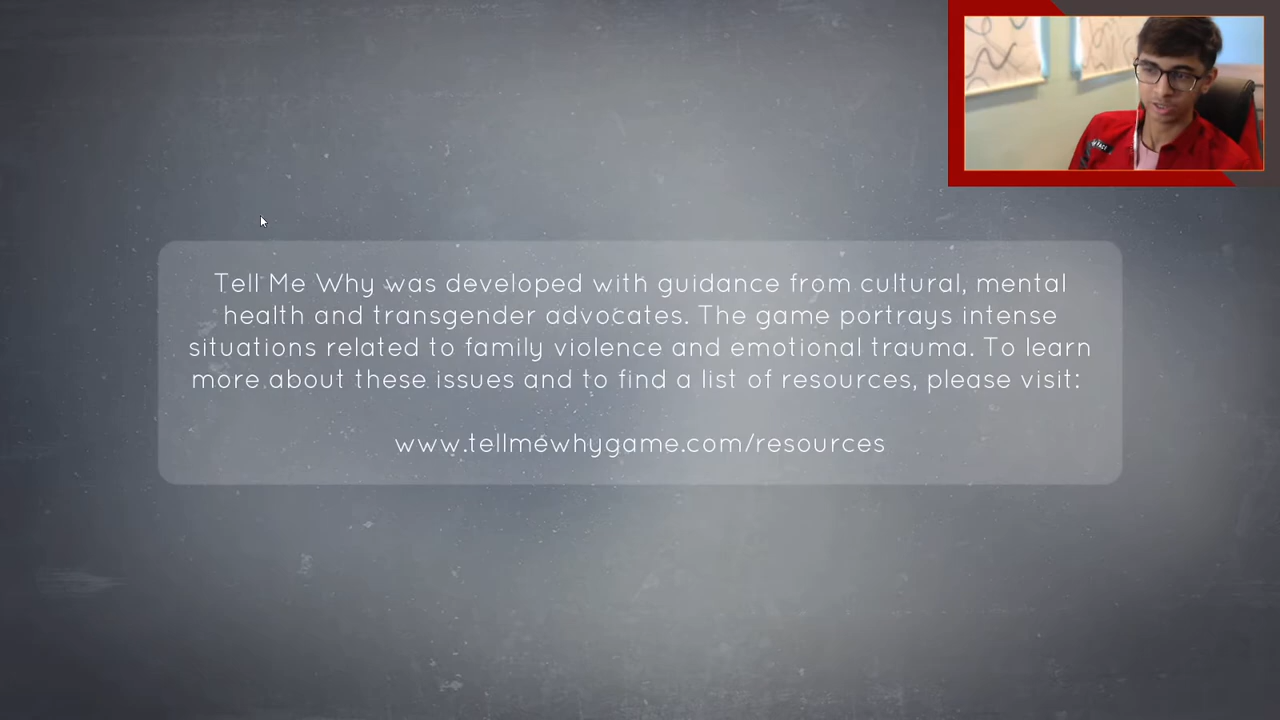 Tell Me Why was developed with guidance from cultural, mental
health and transgender advocates. The game portrays intense
situations related to family violence and emotional trauma. To learn
more about these issues and to find a list of resources, please visit:
www.tellmewhygame.com/resources